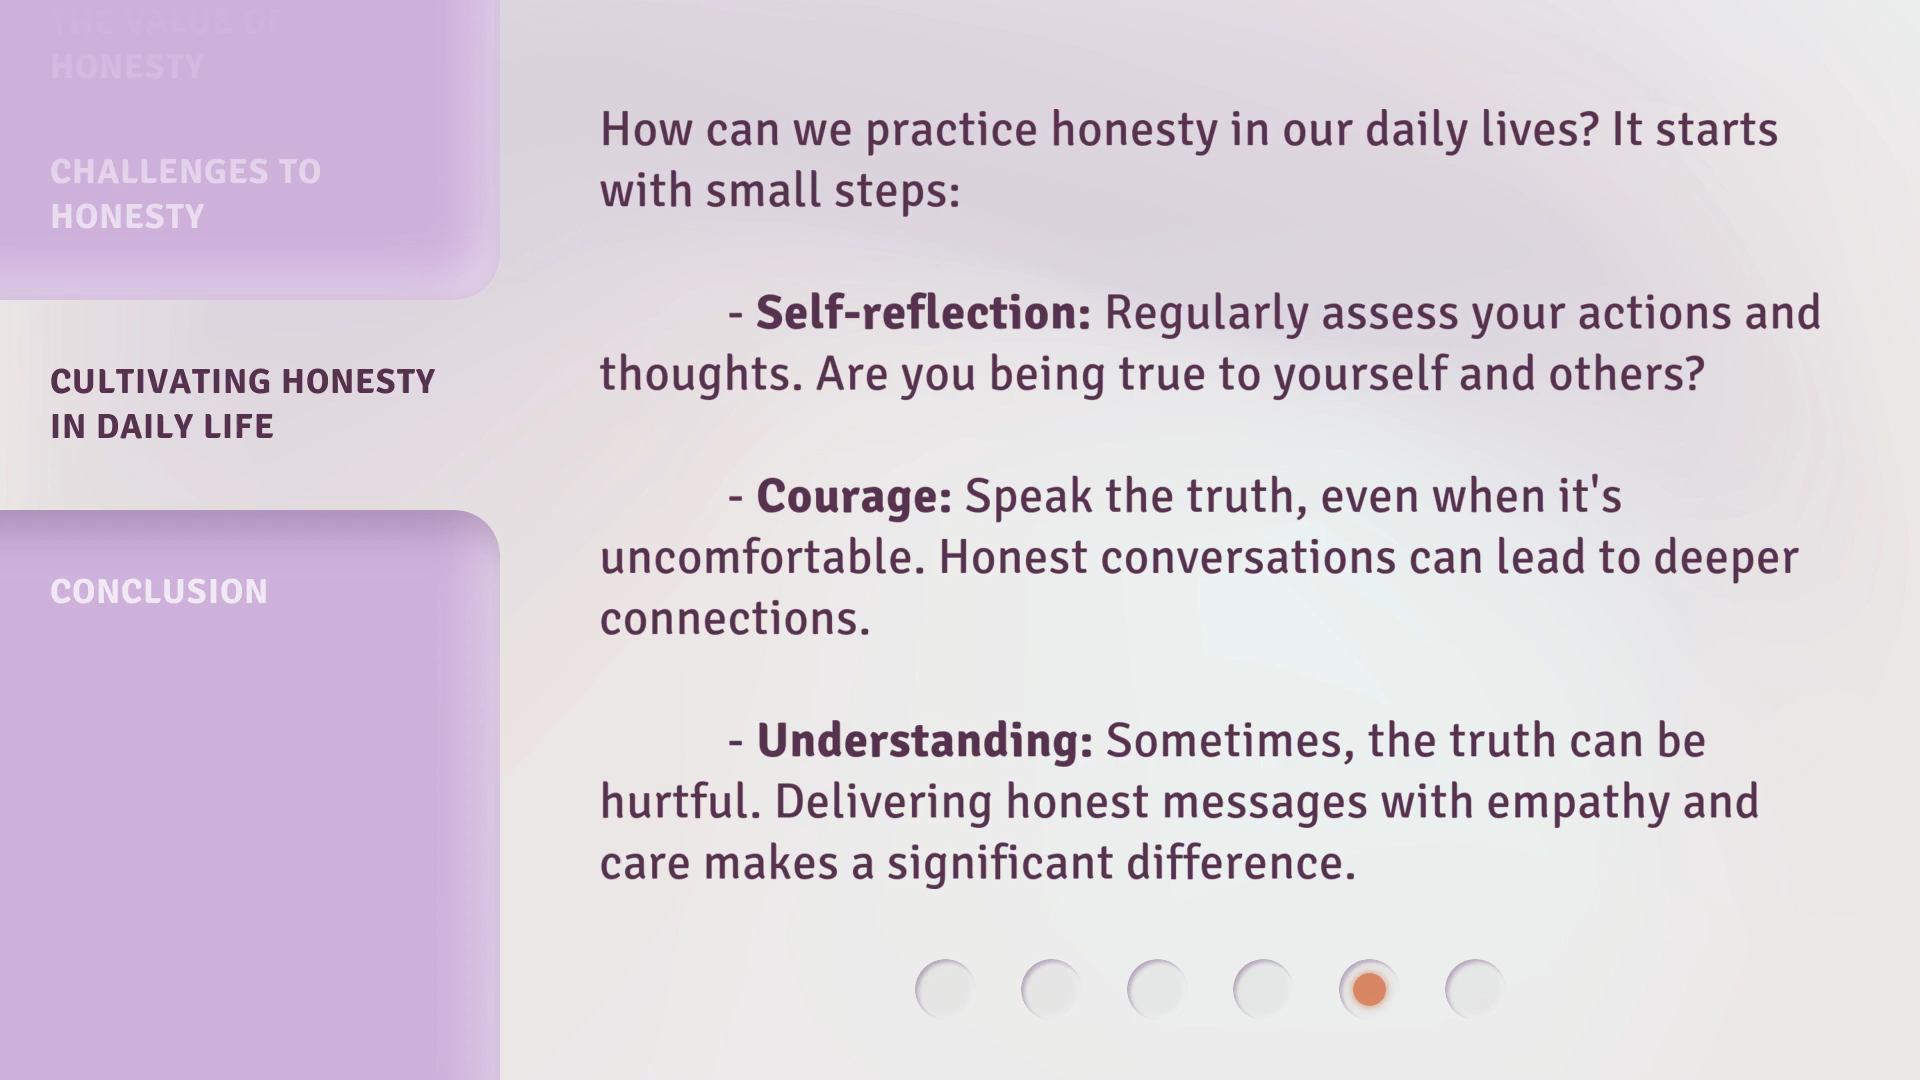 THE VALUE OF
HONESTY
CHALLENGES TO
HONESTY
CULTIVATING HONESTY
IN DAILY LIFE
CONCLUSION
How can we practice honesty in our daily lives? It starts
with small steps:
- Self-reflection: Regularly assess your actions and
thoughts. Are you being true to yourself and others?
- Courage: Speak the truth, even when it's
uncomfortable. Honest conversations can lead to deeper
connections.
- Understanding: Sometimes, the truth can be
hurtful. Delivering honest messages with empathy and
care makes a significant difference.